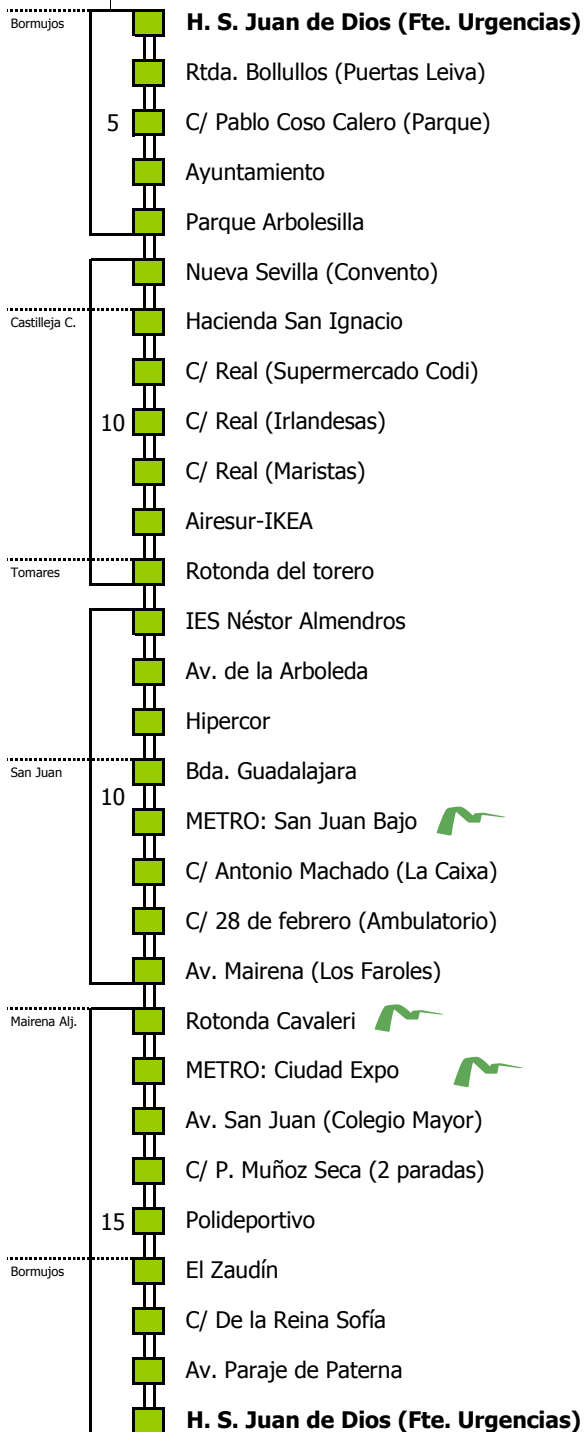 Bormujos
H. S. Juan de Dios (Fte. Urgencias)
Rtda. Bollullos (Puertas Leiva)
5
C/ Pablo Coso Calero (Parque)
Ayuntamiento
Parque Arbolesilla
Nueva Sevilla (Convento)
Castilleja C.
Hacienda San Ignacio
C/ Real (Supermercado Codi)
10
C/ Real (Irlandesas)
C/ Real (Maristas)
Airesur-IKEA
Tomares
Rotonda del torero
IES Néstor Almendros
Av. de la Arboleda
Hipercor
San Juan
Bda. Guadalajara
10
METRO: San Juan Bajo
C/ Antonio Machado (La Caixa)
C/ 28 de febrero (Ambulatorio)
Av. Mairena (Los Faroles)
Mairena Alj.
Rotonda Cavaleri
METRO: Ciudad Expo
Av. San Juan (Colegio Mayor)
C/ P. Muñoz Seca (2 paradas)
15
Polideportivo
Bormujos
El Zaudín
C/ De la Reina Sofía
Av. Paraje de Paterna
H. S. Juan de Dios (Fte. Urgencias)